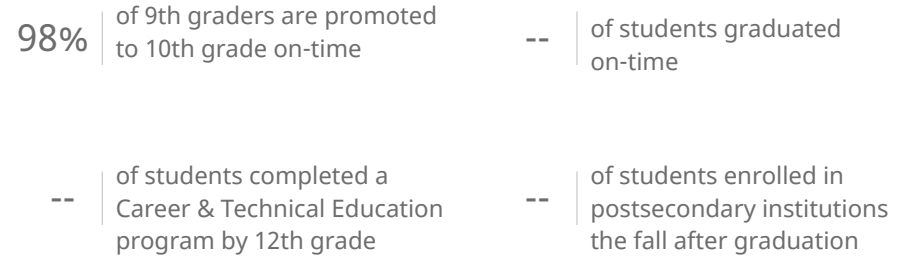 98%
of 9th graders are promoted
to 10th grade on-time
--
of students graduated
on-time
--
of students completed a
Career & Technical Education
program by 12th grade
--
of students enrolled in
postsecondary institutions
the fall after graduation